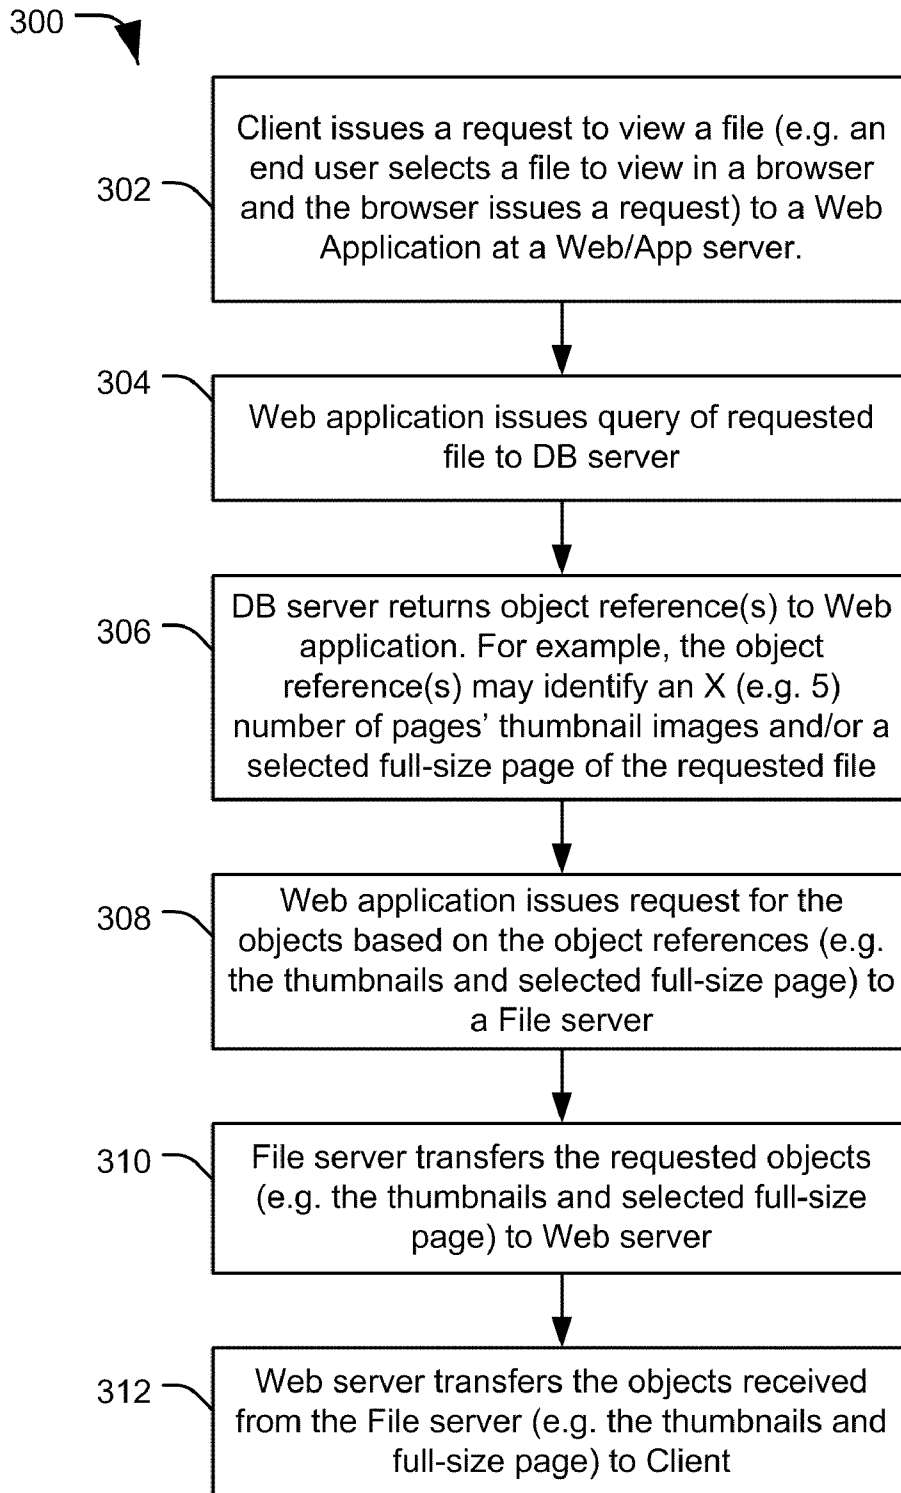 300
302
Client issues a request to view a file (e.g. an
end user selects a file to view in a browser
and the browser issues a request) to a Web
Application at a Web/App server.
304
Web application issues query of requested
file to DB server
306
DB server returns object reference(s) to Web
application. For example, the object
reference(s) may identify an X (e.g. 5)
number of pages’ thumbnail images and/or a
selected full-size page of the requested file
308
Web application issues request for the
objects based on the object references (e.g.
the thumbnails and selected full-size page) to
a File server
310
File server transfers the requested objects
(e.g. the thumbnails and selected full-size
page) to Web server
312
Web server transfers the objects received
from the File server (e.g. the thumbnails and
full-size page) to Client